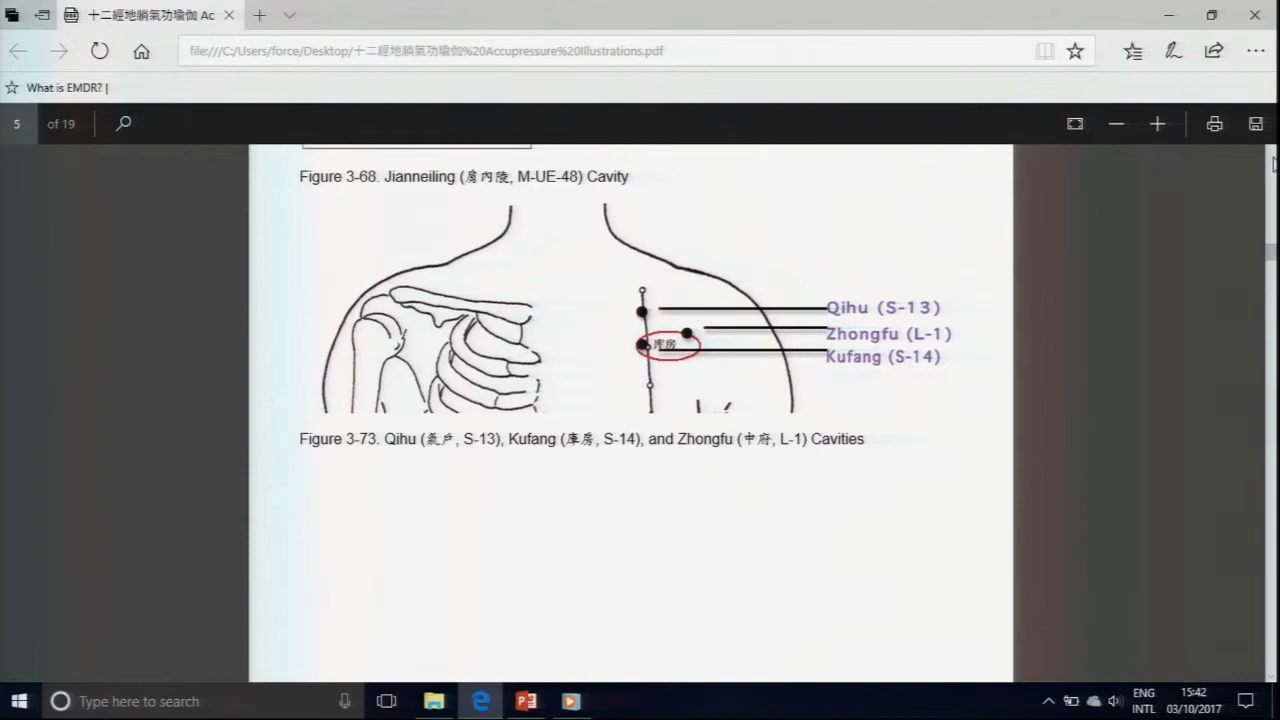 十二經地躺氣功瑜伽 Ac
file:///C:/Users/force/Desktop/十二經地躺氣功瑜伽%20Accupressure%20Illustrations.pdf
What is EMDR? |
5 of 19
Figure 3-68. Jianneiling (肩內陵, M-UE-48) Cavity
Qihu (S-13)
Zhongfu (L-1)
库房
Kufang (S-14)
Figure 3-73. Qihu (氣戶, S-13), Kufang (庫房, S-14), and Zhongfu (中府, L-1) Cavities
Type here to search
ENG
INTL
15:42
03/10/2017